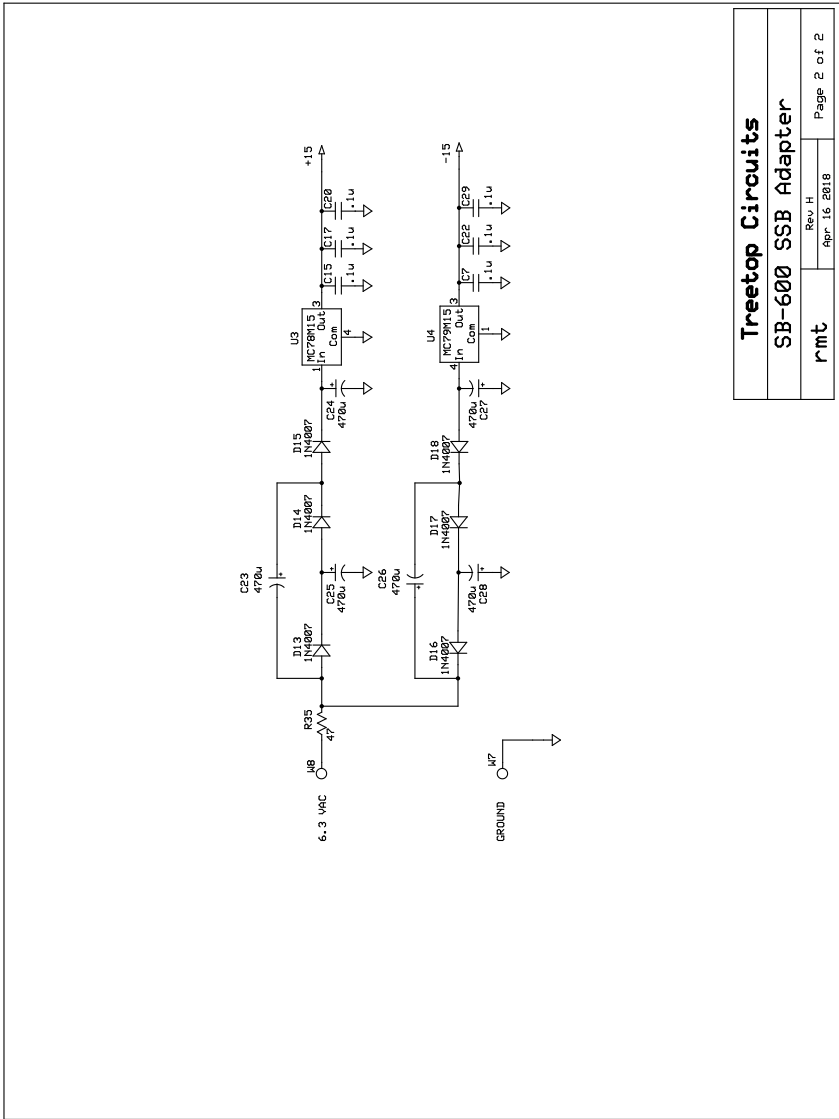 C23
470u
D13
1N4007
D14
1N4007
D15
1N4007
U3
MC78M15
In
Out
Com
1
3
4
C15
.1u
C17
.1u
C20
.1u
+15
6.3 VAC
W8
R35
47
C25
470u
C24
470u
C26
470u
D16
1N4007
D17
1N4007
D18
1N4007
U4
MC79M15
In
Out
Com
4
3
1
C7
.1u
C22
.1u
C29
.1u
-15
470u
C28
470u
C27
GROUND
W7
Treetop Circuits
SB-600 SSB Adapter
rmt
Rev H
Apr 16 2018
Page 2 of 2